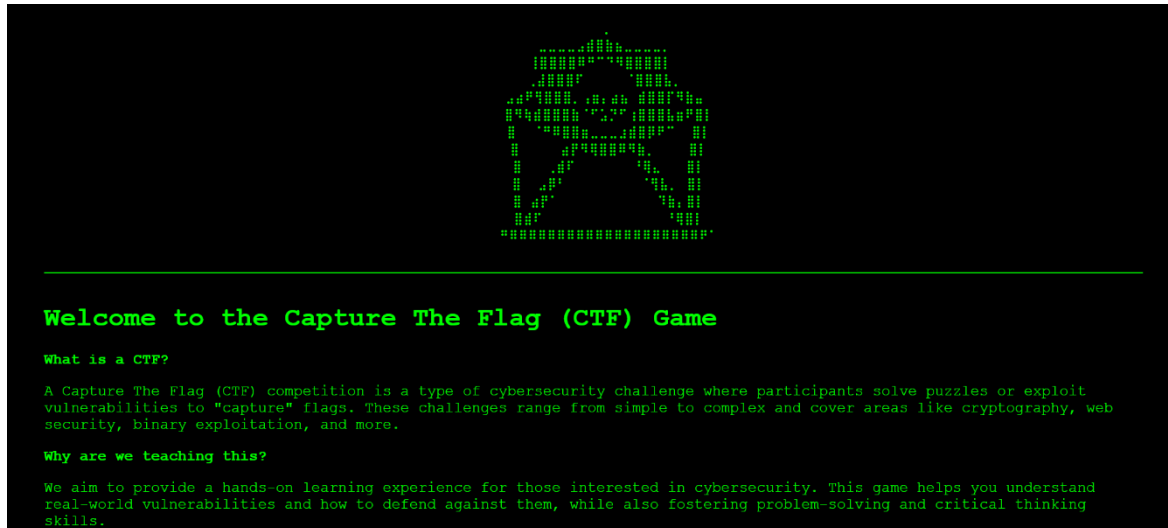 Welcome to the Capture The Flag (CTF) Game
What is a CTF?
A Capture The Flag (CTF) competition is a type of cybersecurity challenge where participants solve puzzles or exploit
vulnerabilities to "capture" flags. These challenges range from simple to complex and cover areas like cryptography, web
security, binary exploitation, and more.
Why are we teaching this?
We aim to provide a hands-on learning experience for those interested in cybersecurity. This game helps you understand
real-world vulnerabilities and how to defend against them, while also fostering problem-solving and critical thinking
skills.